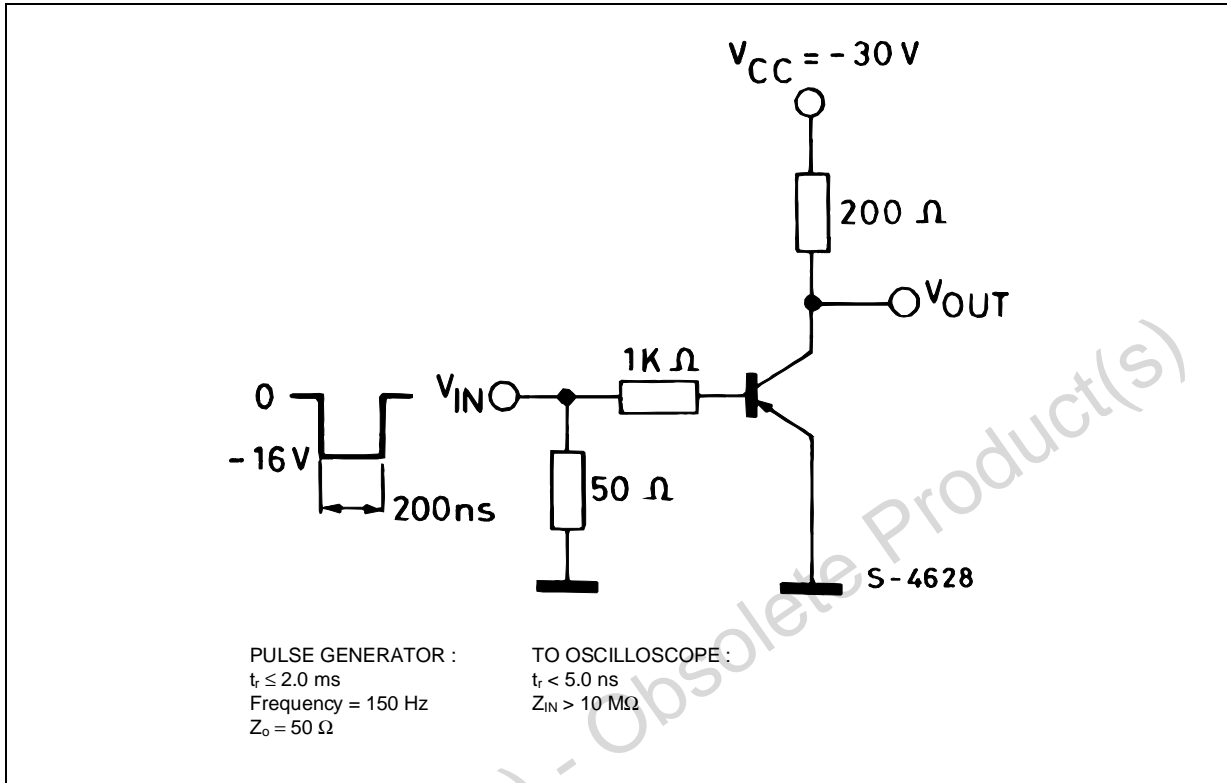 VCC = -30 V
200 Ω
VOUT
1K Ω
VIN
0
-16V
50 Ω
200ns
S-4628
PULSE GENERATOR :
tr ≤ 2.0 ms
Frequency = 150 Hz
Zo = 50 Ω
TO OSCILLOSCOPE :
tr < 5.0 ns
ZIN > 10 MΩ
) - Obsolete Product(s)